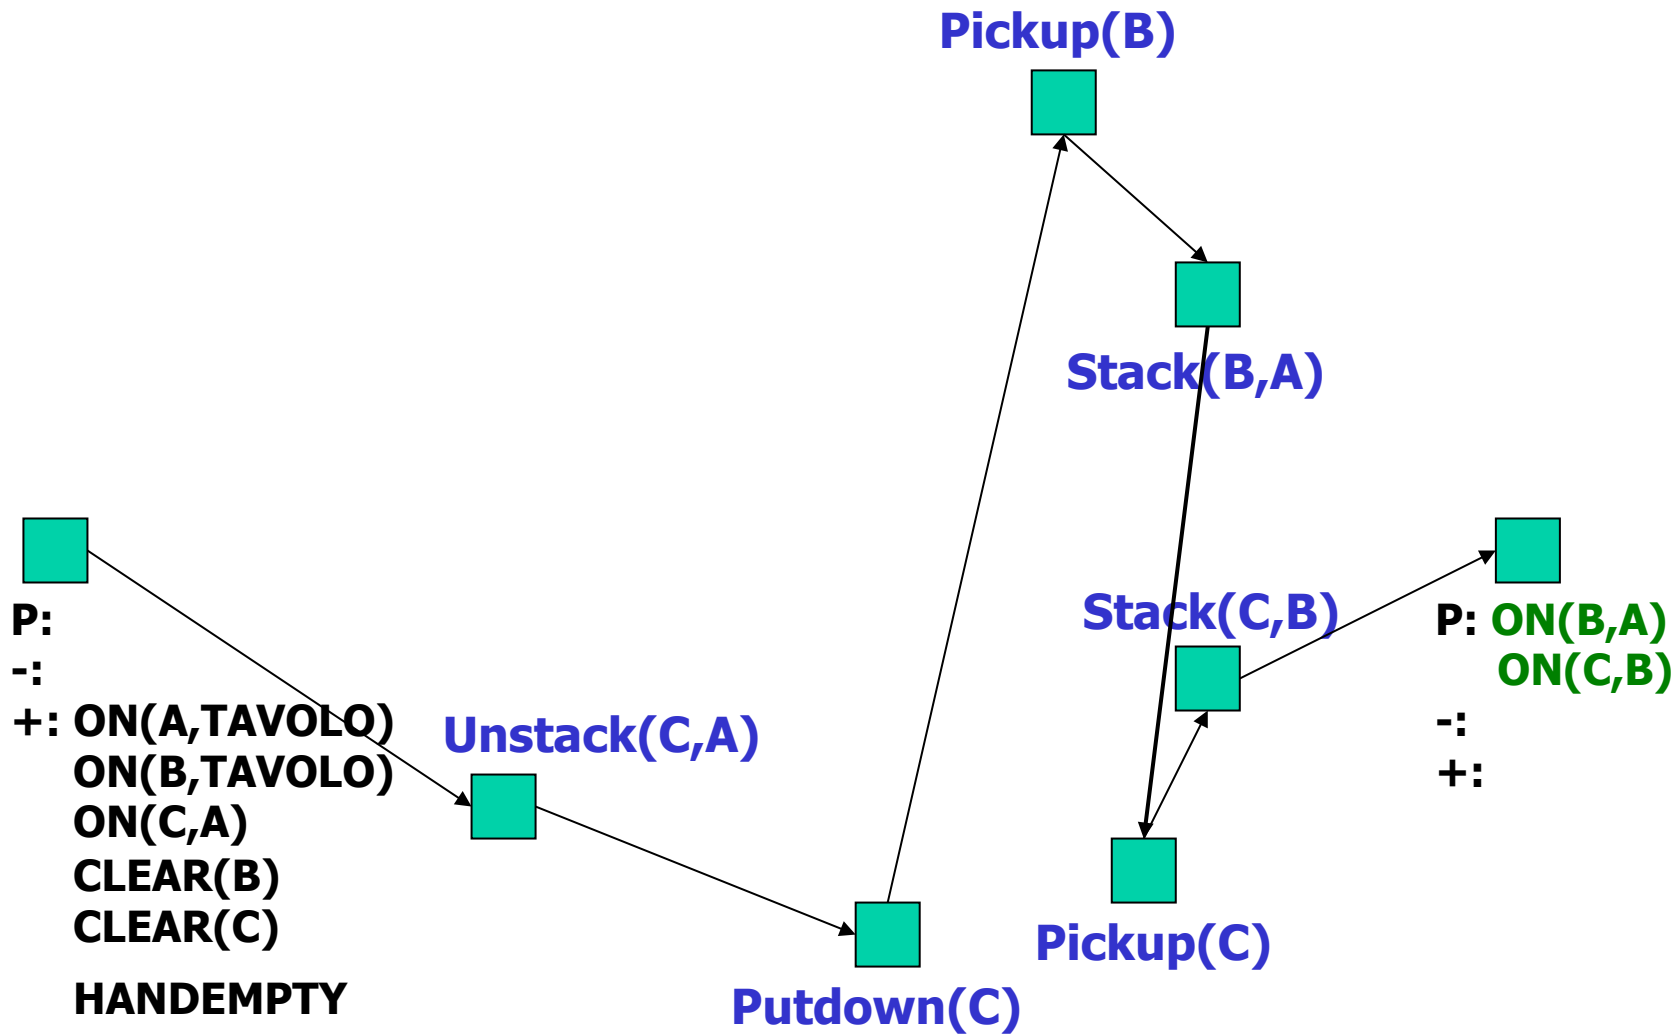 Pickup(B)
Stack(B,A)
Stack(C,B)
P:
-:
+: ON(A,TAVOLO)
ON(B,TAVOLO)
ON(C,A)
CLEAR(B)
CLEAR(C)
HANDEMPTY
Unstack(C,A)
Putdown(C)
Pickup(C)
P: ON(B,A)
ON(C,B)
-:
+: